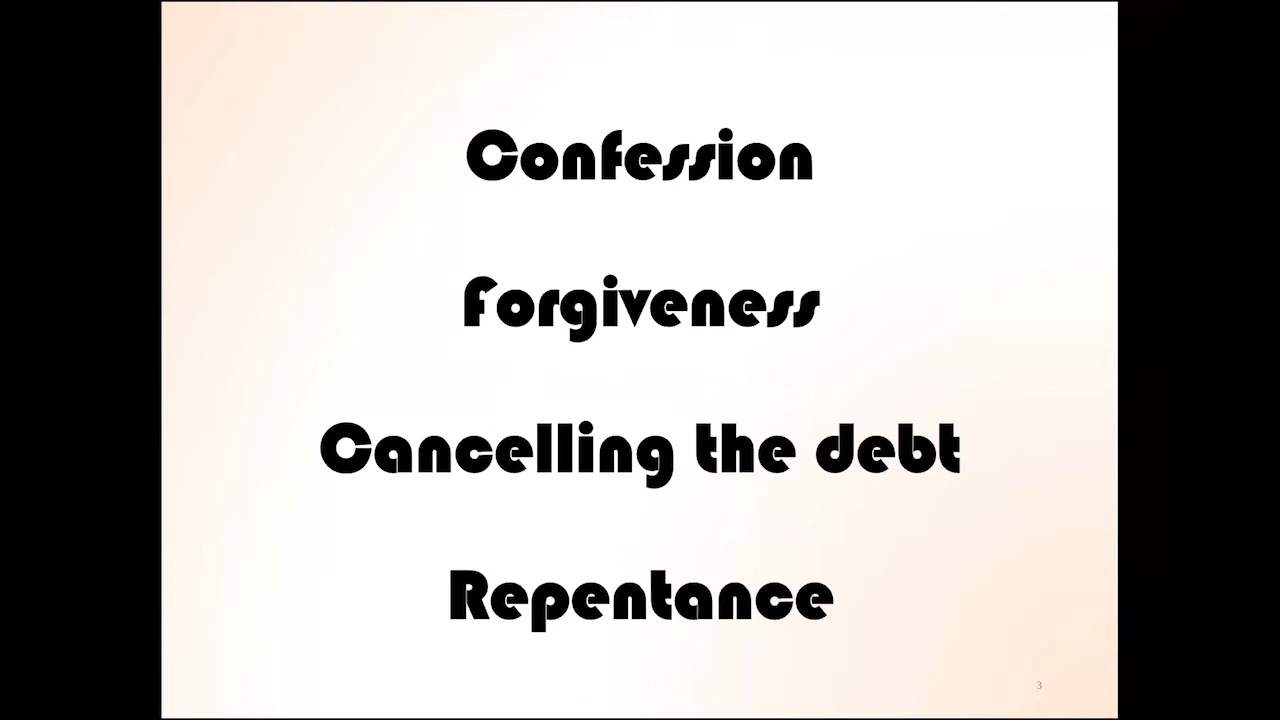 Confession
Forgiveness
Cancelling the debt
Repentance
3